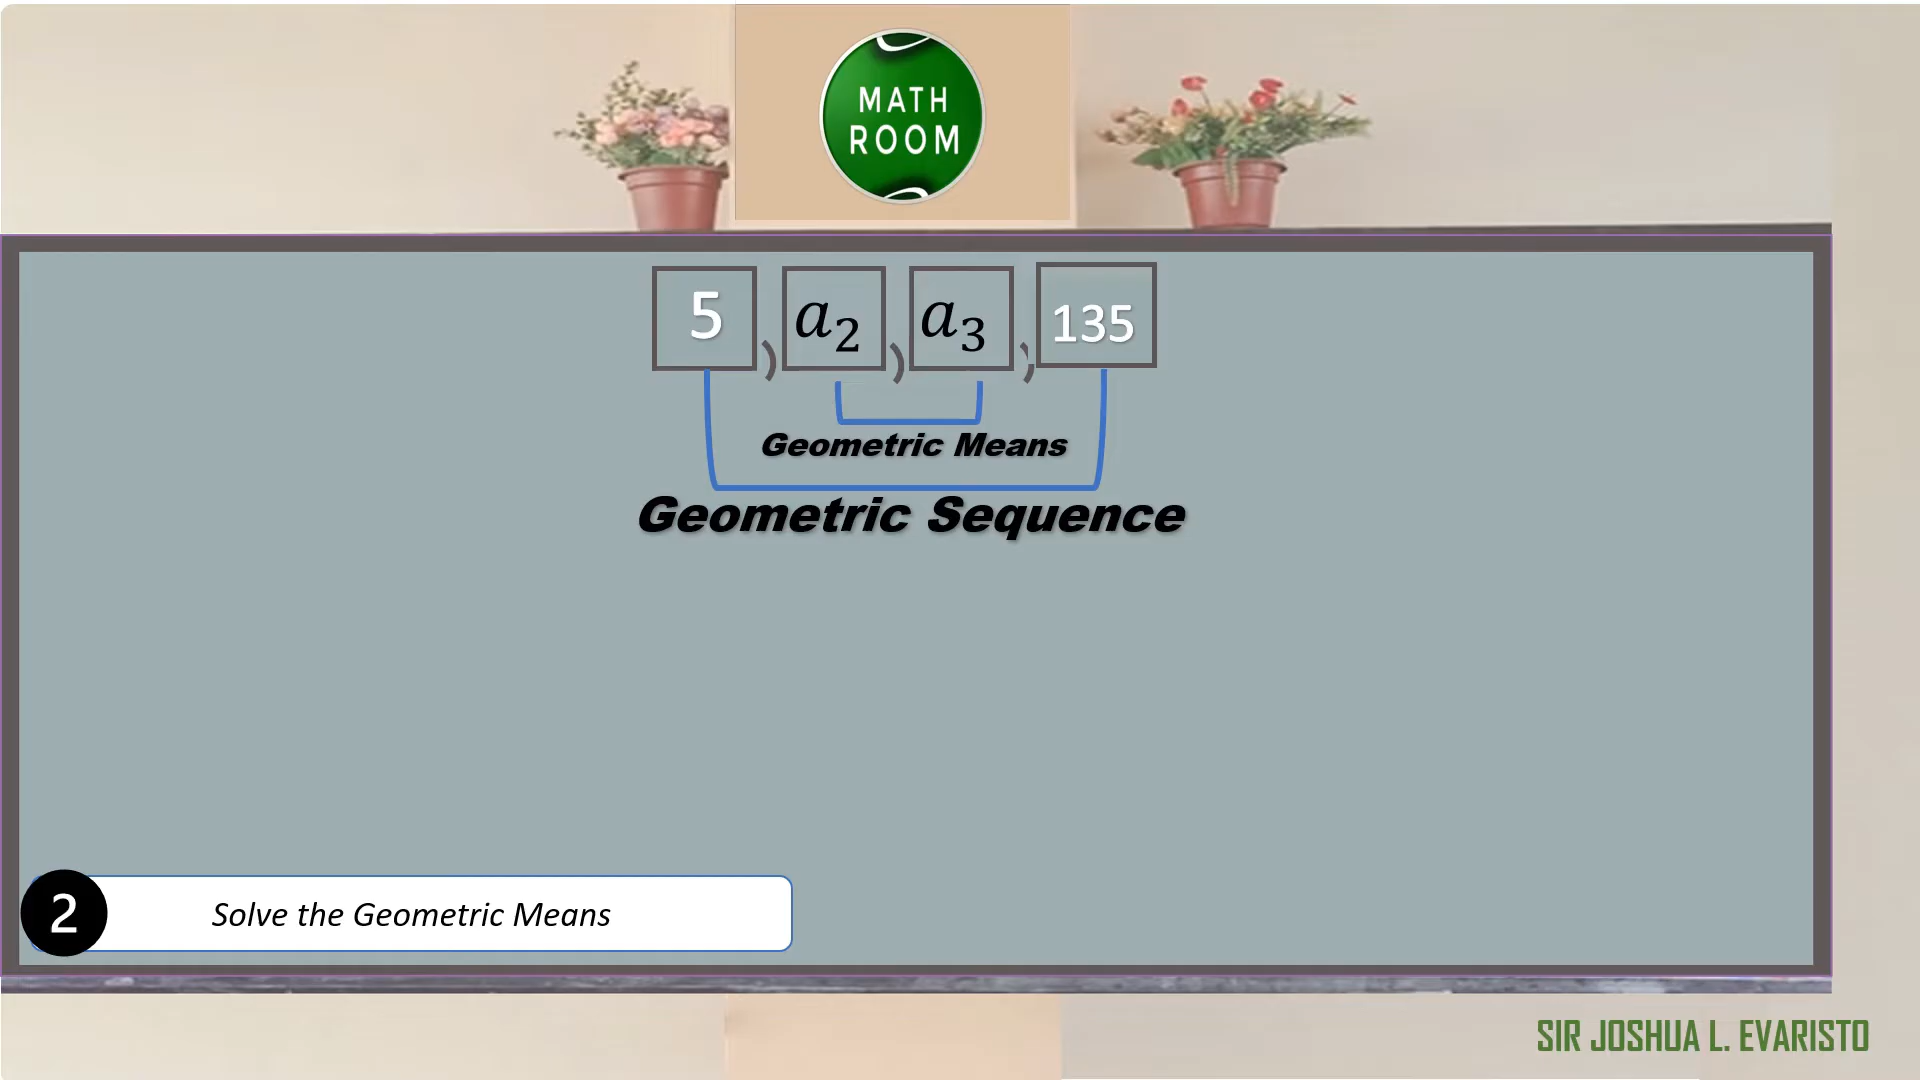 MATH
ROOM
5 , a₂ , a₃ , 135
Geometric Means
Geometric Sequence
2 Solve the Geometric Means
SIR JOSHUA L. EVARISTO